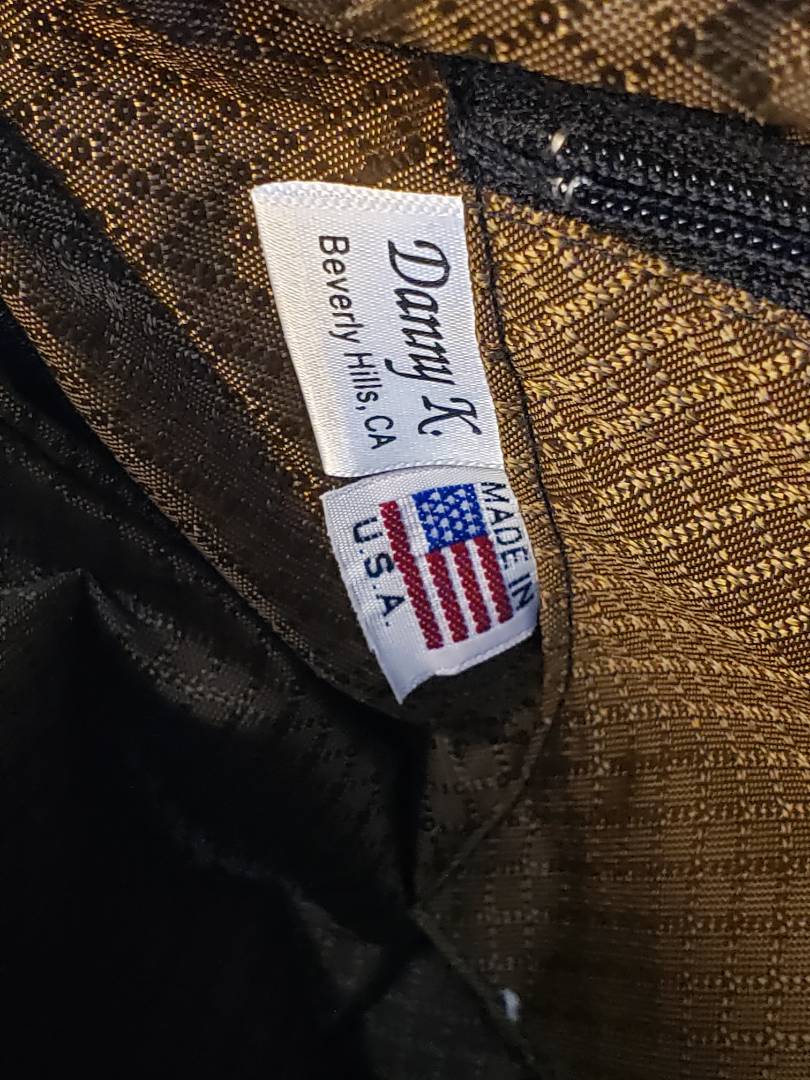 Danny K.
Beverly Hills, CA
MADE IN
U.S.A.